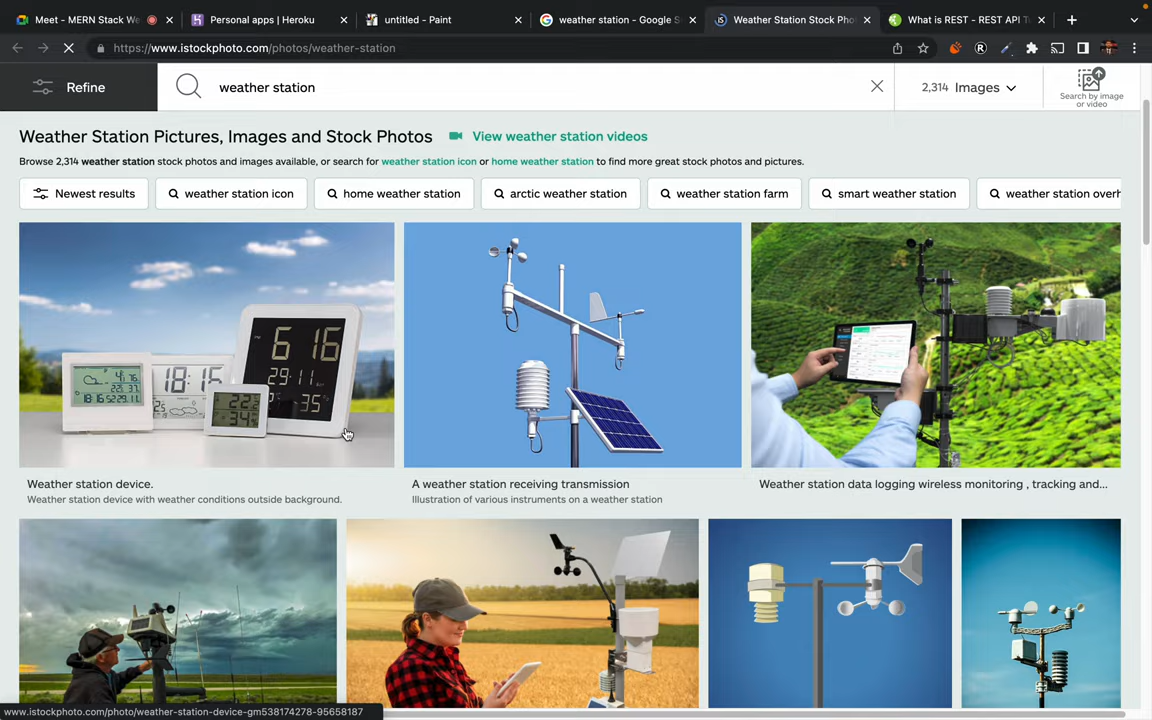 Meet - MERN Stack We
Personal apps | Heroku
untitled - Paint
weather station - Google S
Weather Station Stock Pho
What is REST - REST API Tu
https://www.istockphoto.com/photos/weather-station
Refine
weather station
2,314 Images
Search by image
or video
Weather Station Pictures, Images and Stock Photos
View weather station videos
Browse 2,314 weather station stock photos and images available, or search for weather station icon or home weather station to find more great stock photos and pictures.
Newest results
weather station icon
home weather station
arctic weather station
weather station farm
smart weather station
weather station overh
6 16
29 11
35
18:15
Weather station device.
Weather station device with weather conditions outside background.
A weather station receiving transmission
Illustration of various instruments on a weather station
Weather station data logging wireless monitoring , tracking and...
www.istockphoto.com/photo/weather-station-device-gm538174278-95658187